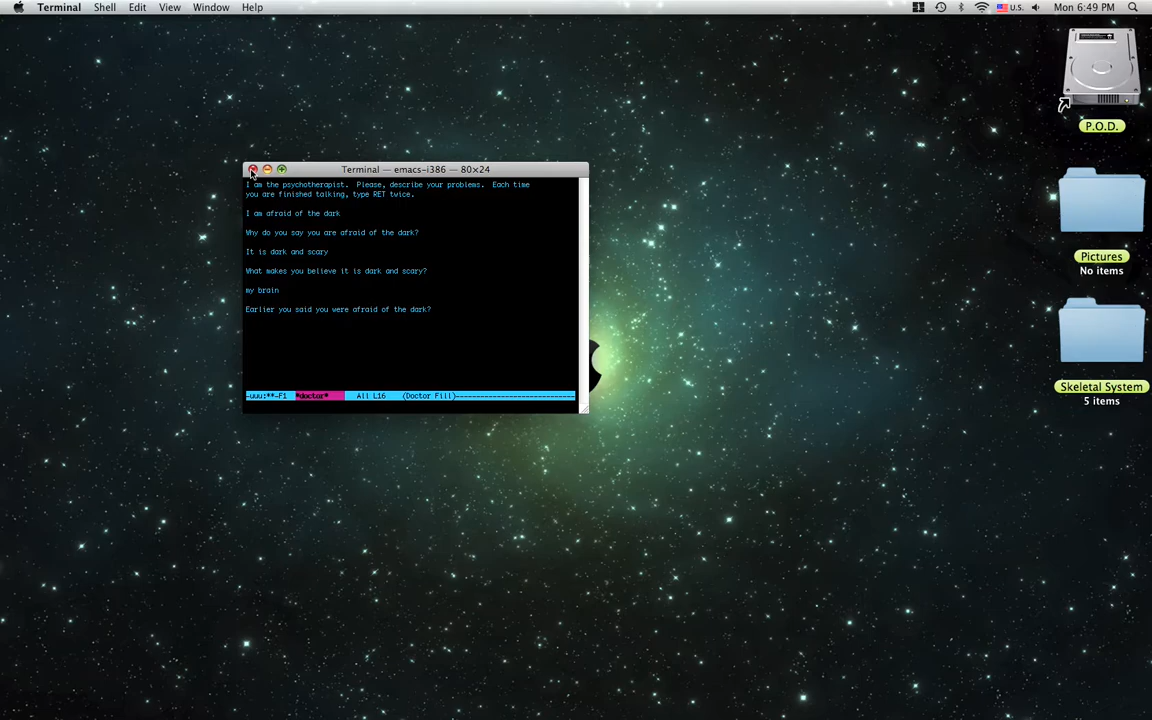 Terminal Shell Edit View Window Help U.S. Mon 6:49 PM
P.O.D.
Terminal — emacs-i386 — 80×24
I am the psychotherapist.  Please, describe your problems.  Each time
you are finished talking, type RET twice.
I am afraid of the dark
Why do you say you are afraid of the dark?
It is dark and scary
What makes you believe it is dark and scary?
my brain
Earlier you said you were afraid of the dark?
-uuu:**-F1  *doctor*      All L16    (Doctor Fill)-----------------------------
Pictures
No items
Skeletal System
5 items